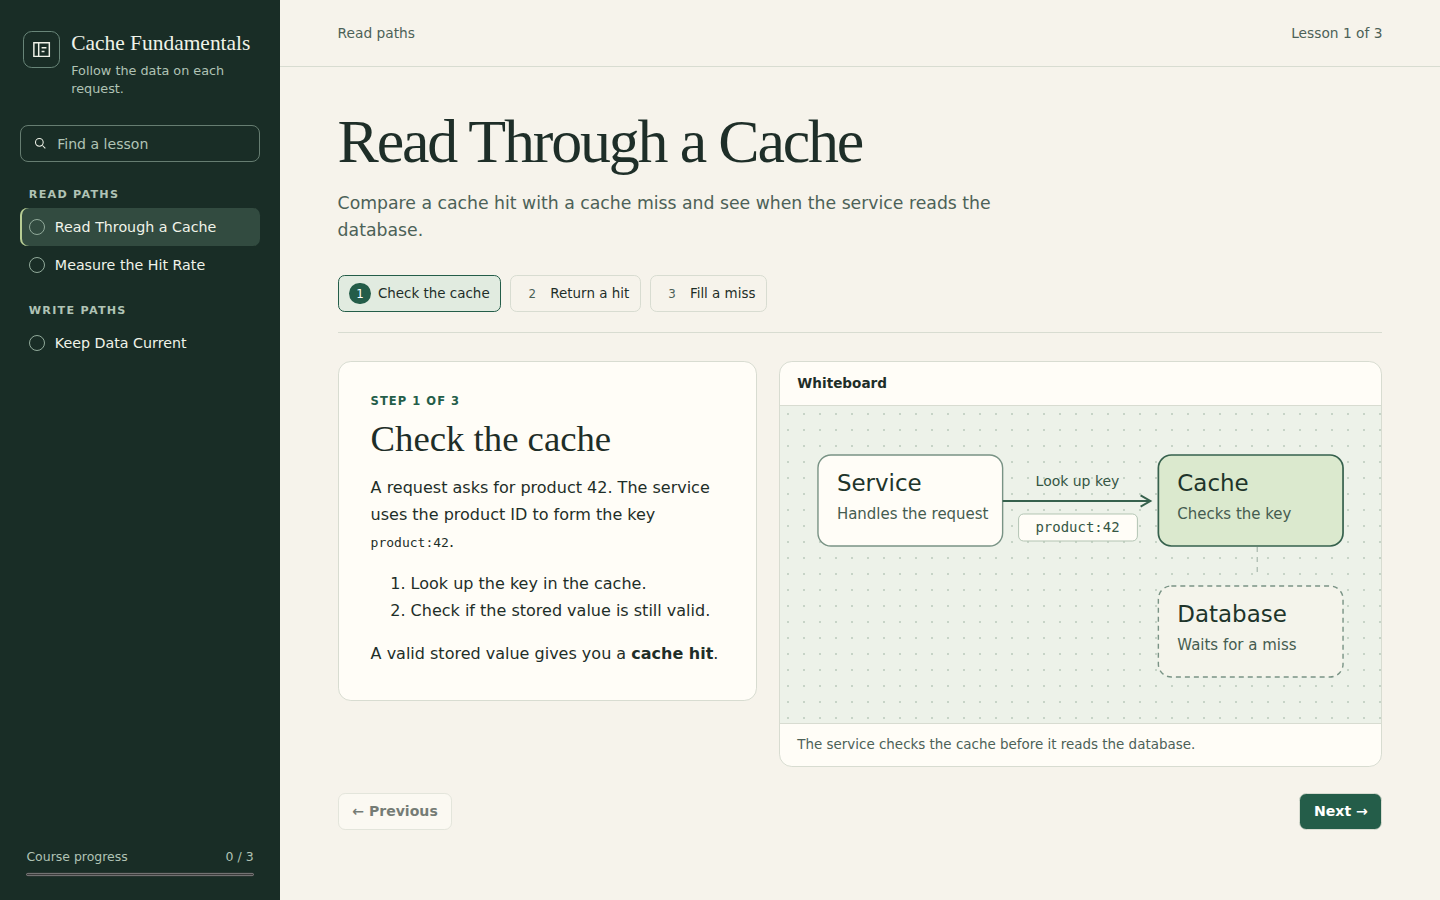 Cache Fundamentals
Follow the data on each
request.
Find a lesson
READ PATHS
Read Through a Cache
Measure the Hit Rate
WRITE PATHS
Keep Data Current
Course progress
0 / 3
Read paths
Lesson 1 of 3
Read Through a Cache
Compare a cache hit with a cache miss and see when the service reads the
database.
1 Check the cache
2 Return a hit
3 Fill a miss
STEP 1 OF 3
Check the cache
A request asks for product 42. The service
uses the product ID to form the key
product:42.
1. Look up the key in the cache.
2. Check if the stored value is still valid.
A valid stored value gives you a cache hit.
Whiteboard
Service
Handles the request
Look up key
product:42
Cache
Checks the key
Database
Waits for a miss
The service checks the cache before it reads the database.
← Previous
Next →